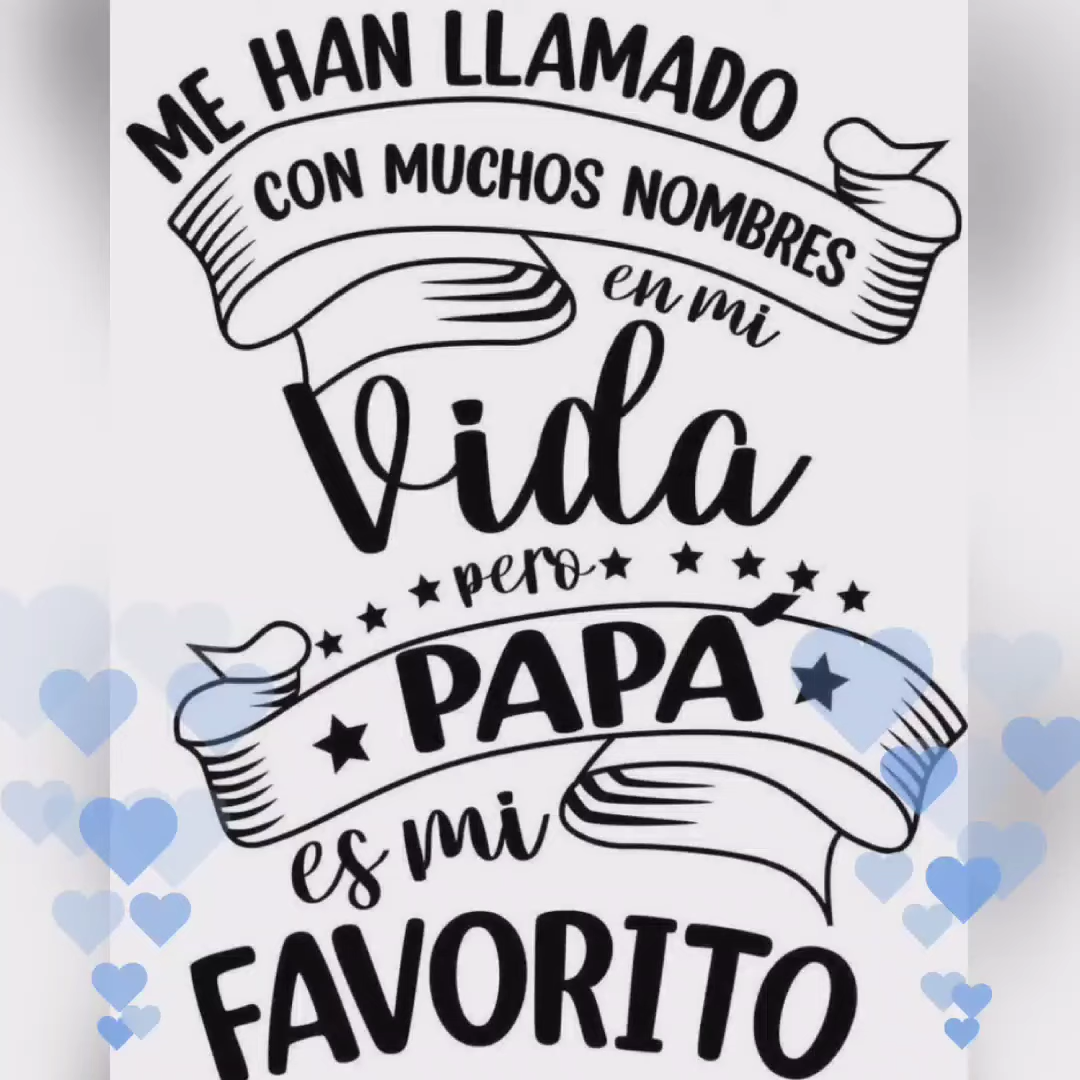 ME HAN LLAMADO
CON MUCHOS NOMBRES
en mi
Vida
pero
PAPÁ
es mi
FAVORITO